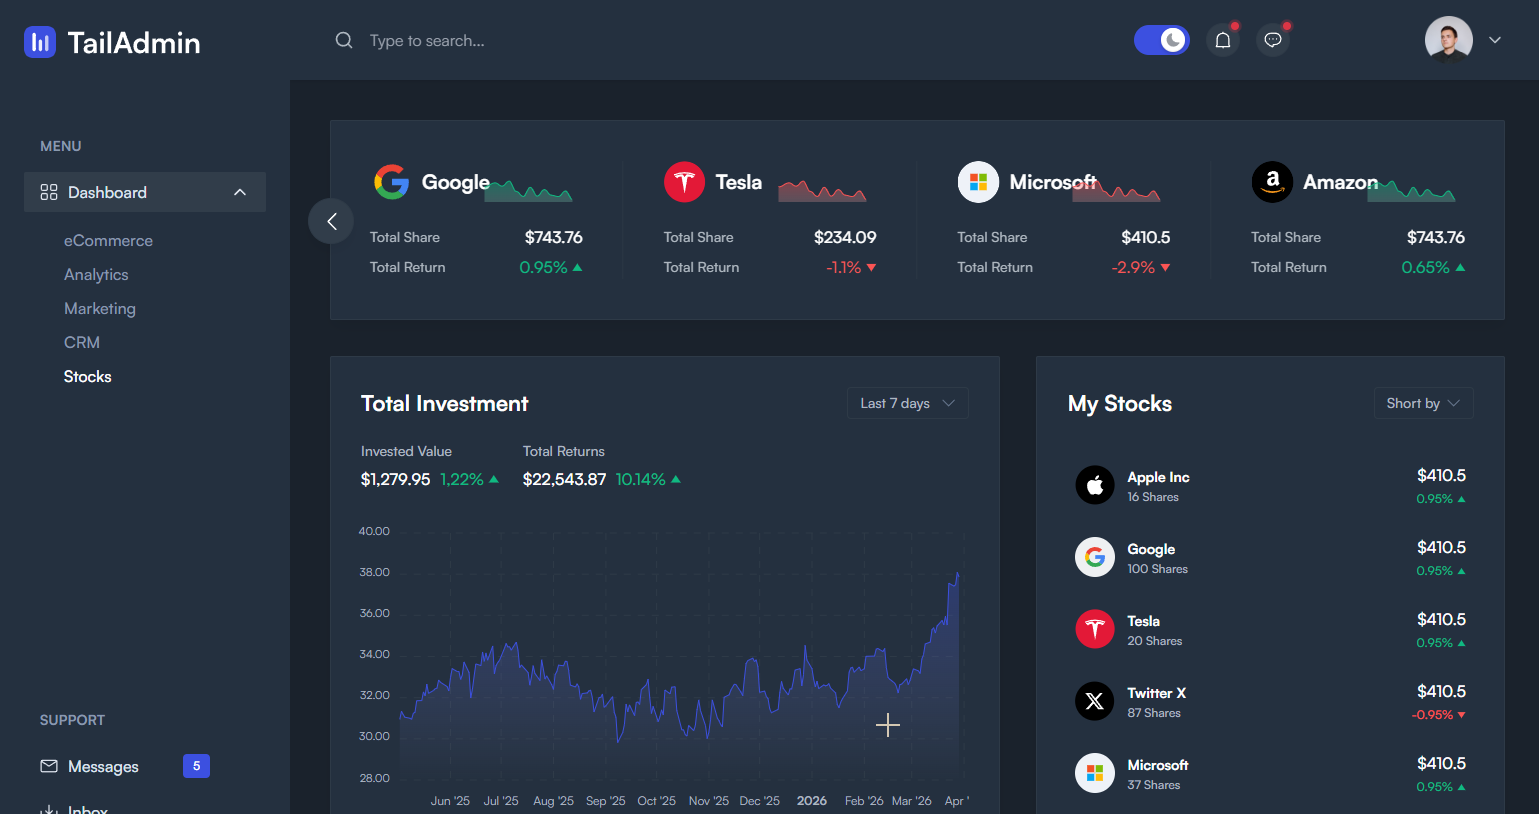 TailAdmin
Type to search...
MENU
Dashboard
eCommerce
Analytics
Marketing
CRM
Stocks
SUPPORT
Messages 5
Inbox
Google
Total Share $743.76
Total Return 0.95%
Tesla
Total Share $234.09
Total Return -1.1%
Microsoft
Total Share $410.5
Total Return -2.9%
a Amazon
Total Share $743.76
Total Return 0.65%
Total Investment Last 7 days
Invested Value Total Returns
$1,279.95 1,22% $22,543.87 10.14%
40.00
38.00
36.00
34.00
32.00
30.00
28.00
Jun '25 Jul '25 Aug '25 Sep '25 Oct '25 Nov '25 Dec '25 2026 Feb '26 Mar '26 Apr '
My Stocks Short by
Apple Inc $410.5
16 Shares 0.95%
Google $410.5
100 Shares 0.95%
Tesla $410.5
20 Shares 0.95%
Twitter X $410.5
87 Shares -0.95%
Microsoft $410.5
37 Shares 0.95%